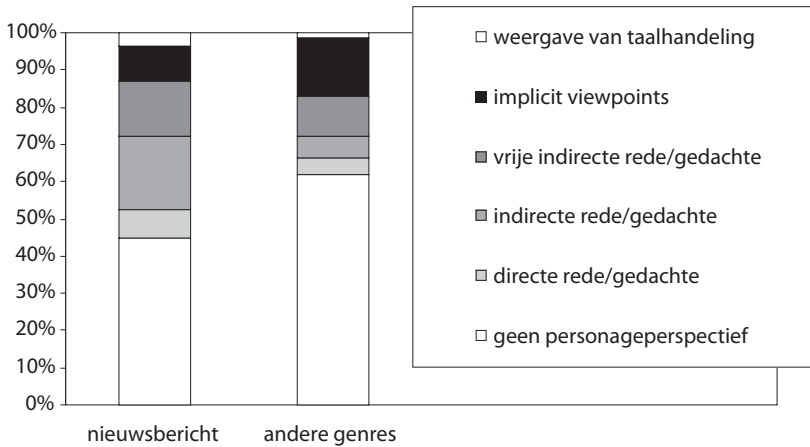 100%
90%
80%
70%
60%
50%
40%
30%
20%
10%
0%
nieuwsbericht
andere genres
weergave van taalhandeling
implicit viewpoints
vrije indirecte rede/gedachte
indirecte rede/gedachte
directe rede/gedachte
geen personageperspectief